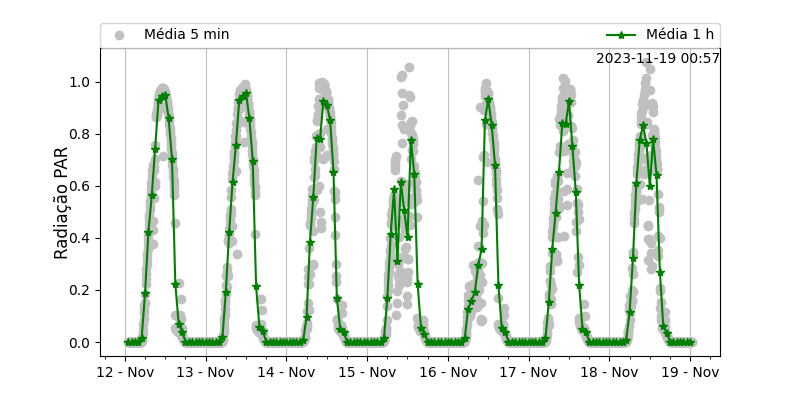 Média 5 min
Média 1 h
2023-11-19 00:57
Radiação PAR
1.0
0.8
0.6
0.4
0.2
0.0
12 - Nov 13 - Nov 14 - Nov 15 - Nov 16 - Nov 17 - Nov 18 - Nov 19 - Nov